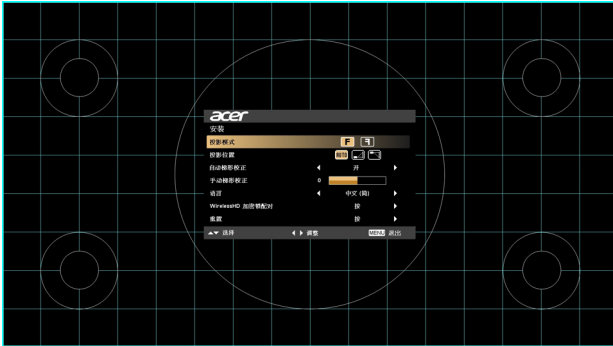 acer
安装
投影模式 F
投影位置
自动梯形校正 开
手动梯形校正 0
语言 中文 (简)
WirelessHD 加密锁配对 按
重置 按
选择 调整 MENU 退出